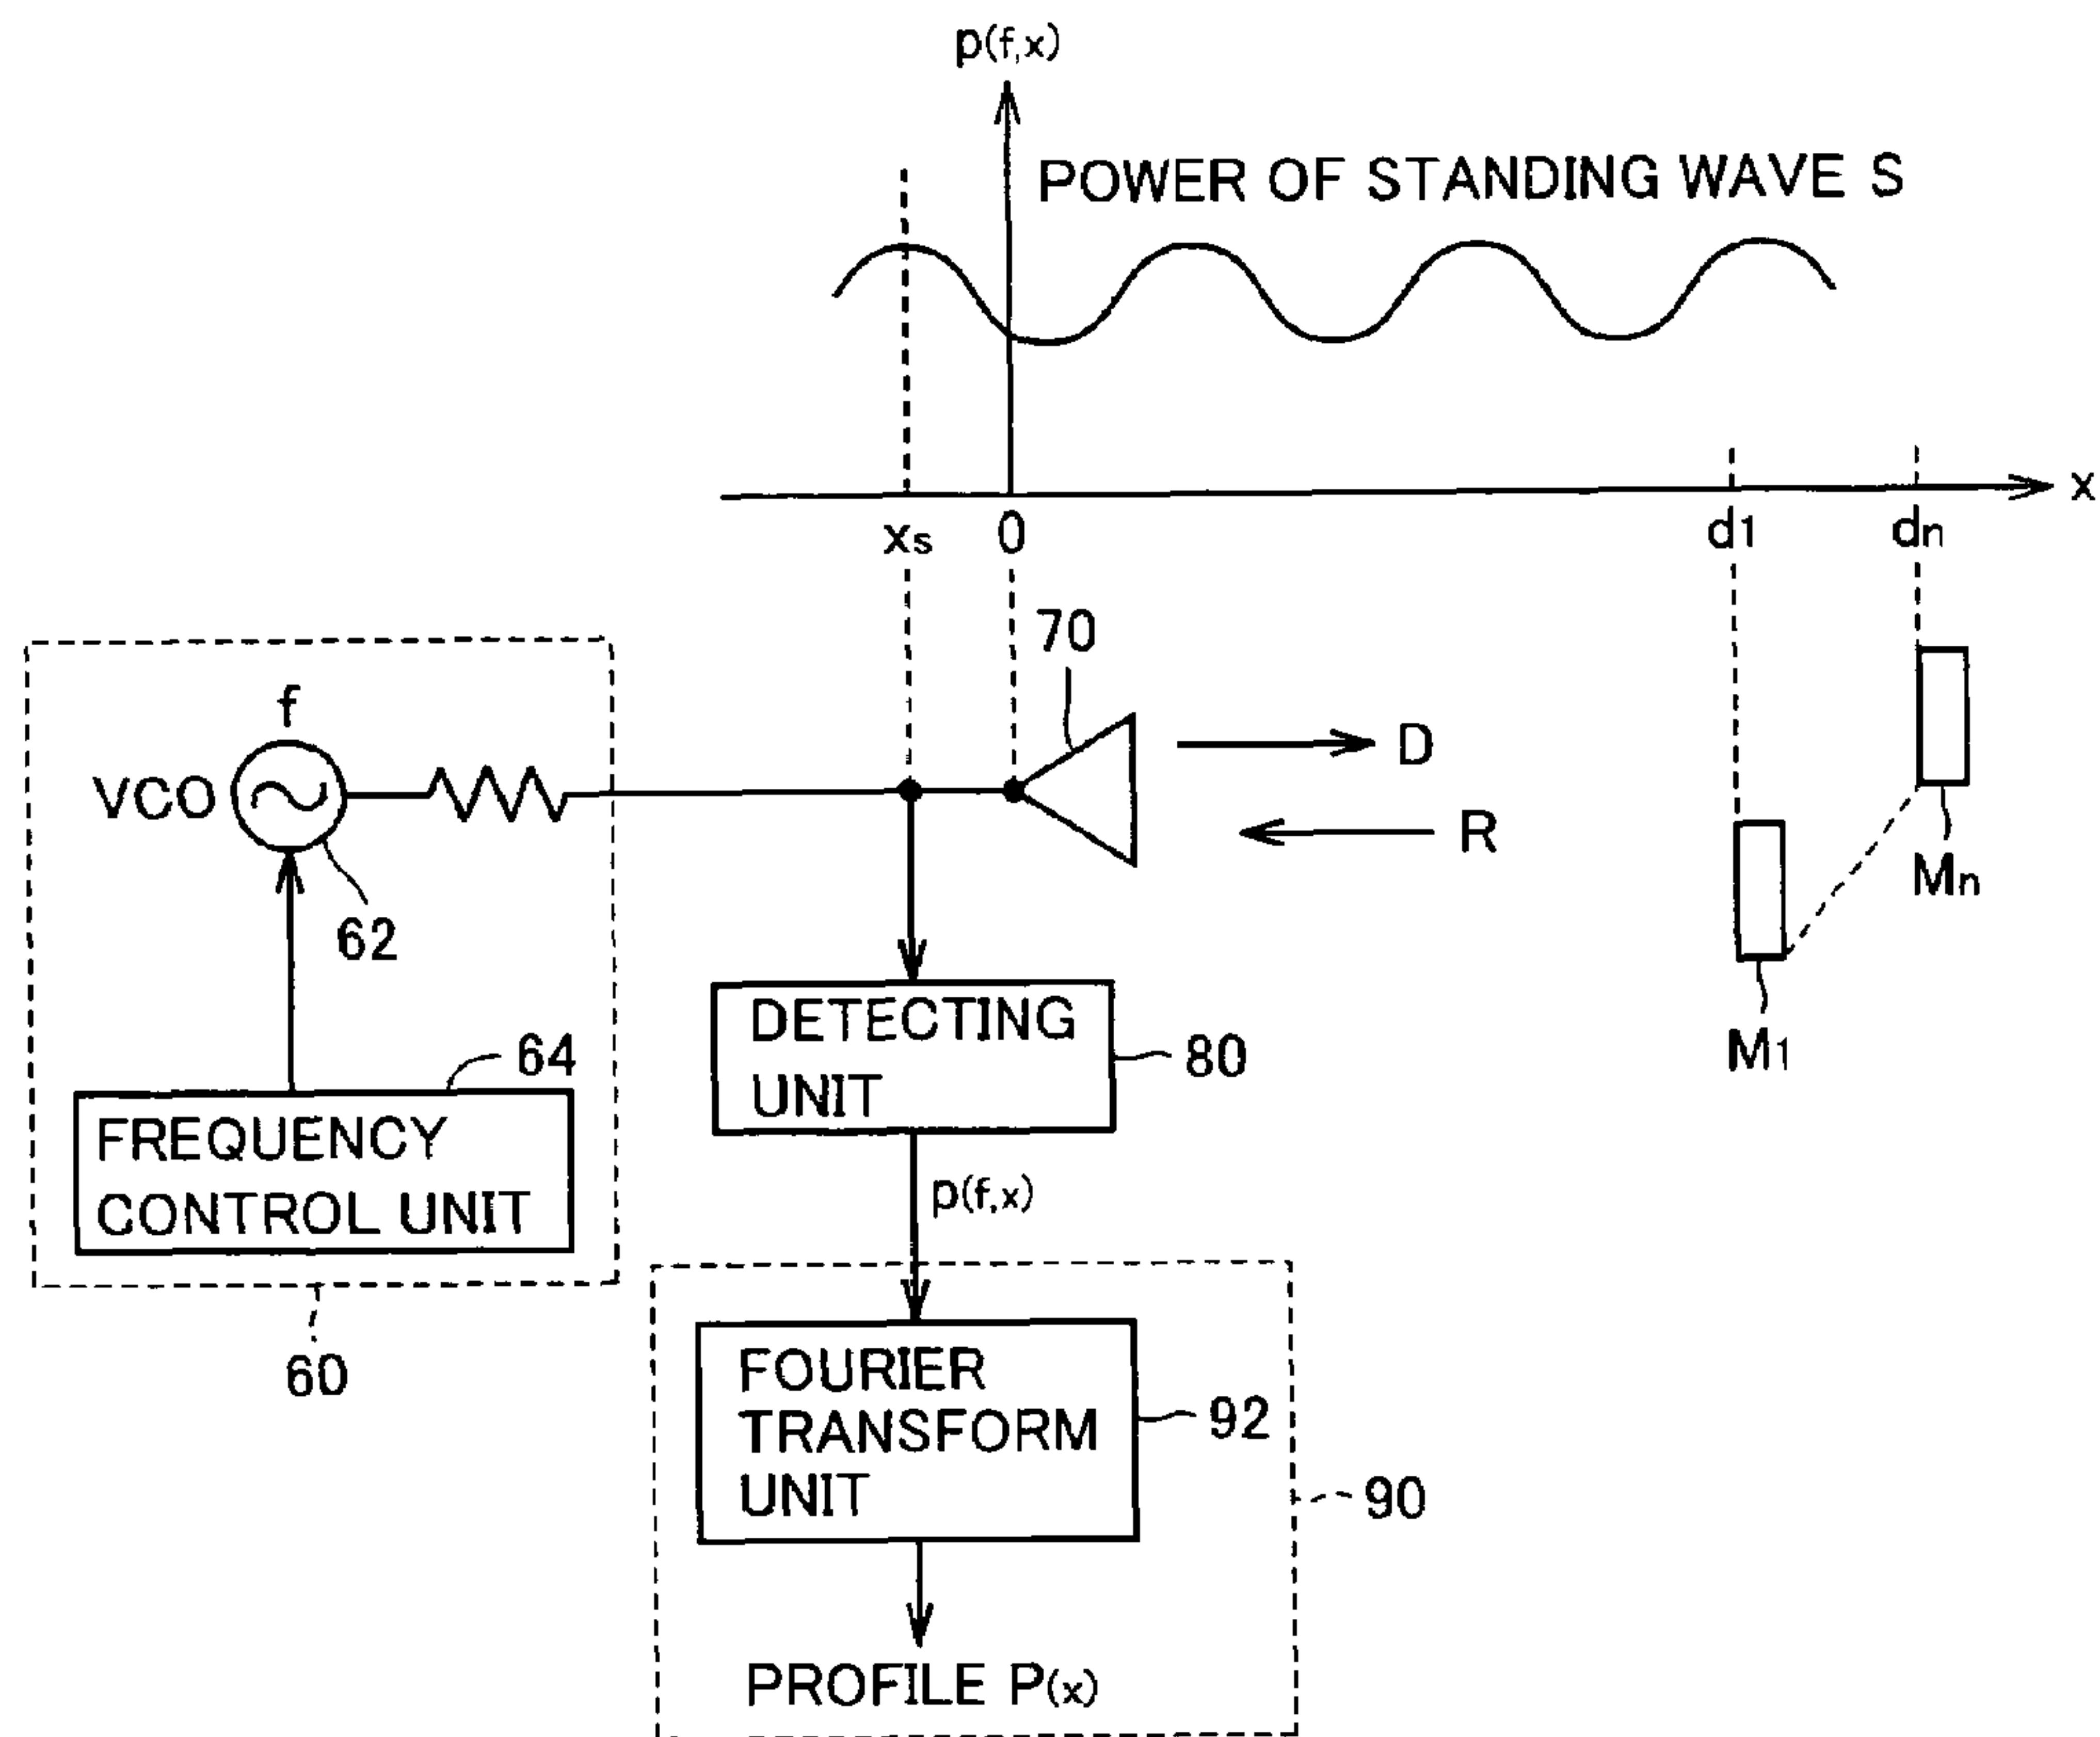 p(f,x)
POWER OF STANDING WAVE S
x
xs
0
d1
dn
70
f
VCO
D
R
62
Mn
M1
64
FREQUENCY
CONTROL UNIT
DETECTING
UNIT
80
p(f,x)
60
FOURIER
TRANSFORM
UNIT
92
90
PROFILE P(x)